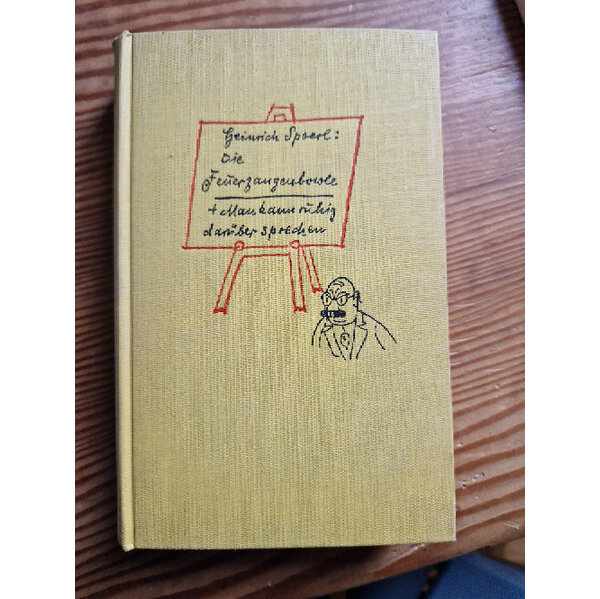 Heinrich Spoerl:
Die
Feuerzangenbowle
+ Man kann ruhig
darüber sprechen